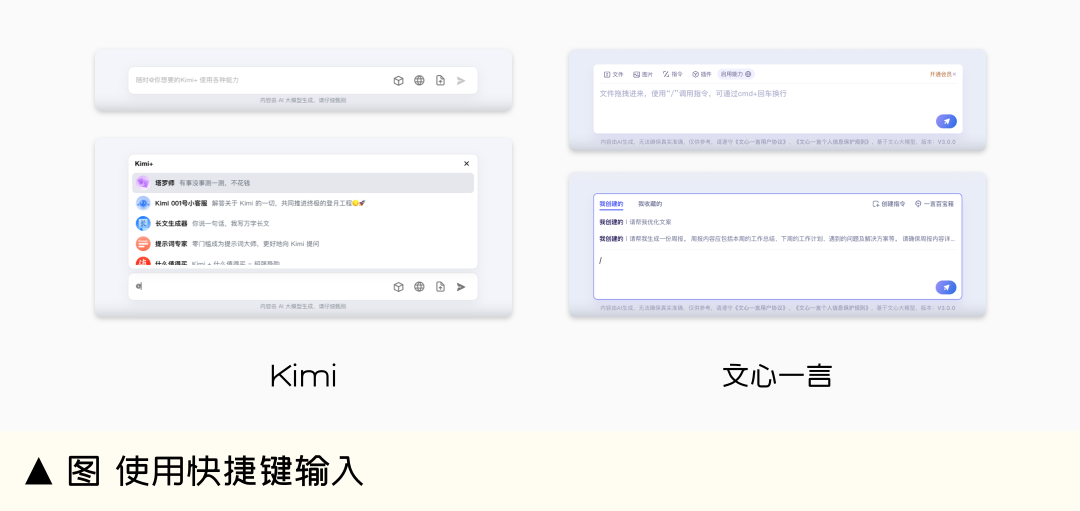 随时@你想要的Kimi+ 使用各种能力
内容由 AI 大模型生成，请仔细甄别
Kimi+
塔罗师 有事没事测一测，不花钱
Kimi 001号小客服 解答关于 Kimi 的一切，共同推进终极的登月工程🌕🚀
长文生成器 你说一句话，我写万字长文
提示词专家 零门槛成为提示词大师，更好地向 Kimi 提问
什么值得买 Kimi + 什么值得买 =
@
内容由 AI 大模型生成，请仔细甄别
Kimi
文件 图片 指令 插件 启用能力 开通会员>
文件拖拽进来，使用“/”调用指令，可通过cmd+回车换行
内容由AI生成，无法确保真实准确，仅供参考，请遵守《文心一言用户协议》、《文心一言个人信息保护规则》，基于文心大模型，版本：V3.0.0
我创建的 我收藏的 创建指令 一言百宝箱
我创建的 | 请帮我优化文案
我创建的 | 请帮我生成一份周报。 周报内容应包括本周的工作总结、下周的工作计划、遇到的问题及解决方案等。 请确保周报内容详...
/
内容由AI生成，无法确保真实准确，仅供参考，请遵守《文心一言用户协议》、《文心一言个人信息保护规则》，基于文心大模型，版本：V3.0.0
文心一言
▲ 图 使用快捷键输入